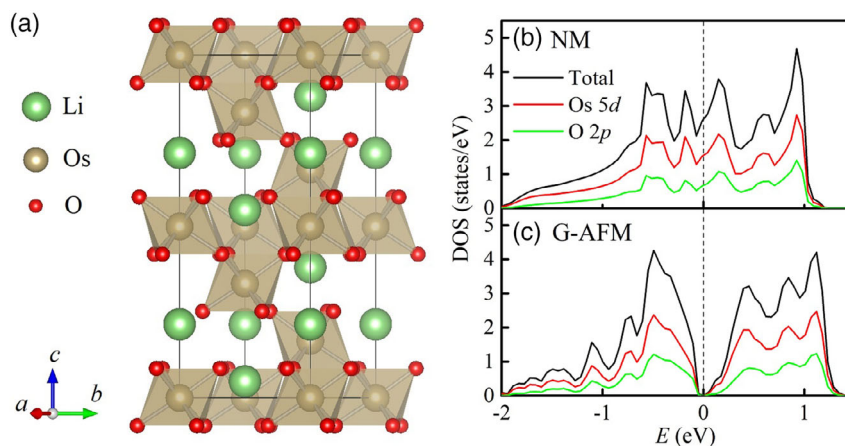 (a)
Li
Os
O
c
a
b
(b) NM
Total
Os 5d
O 2p
5
4
3
2
1
0
(c) G-AFM
5
4
3
2
1
0
DOS (states/eV)
-2 -1 0 1
E (eV)